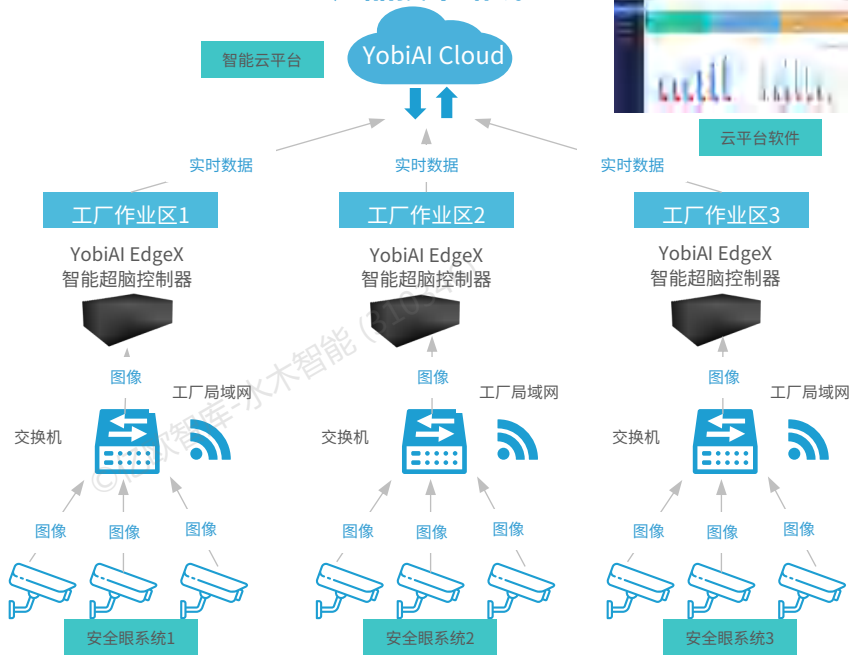 智能云平台
YobiAI Cloud
云平台软件
实时数据
实时数据
实时数据
工厂作业区1
工厂作业区2
工厂作业区3
YobiAI EdgeX
智能超脑控制器
YobiAI EdgeX
智能超脑控制器
YobiAI EdgeX
智能超脑控制器
图像
工厂局域网
图像
工厂局域网
图像
工厂局域网
交换机
交换机
交换机
图像
图像
图像
图像
图像
图像
图像
图像
图像
安全眼系统1
安全眼系统2
安全眼系统3